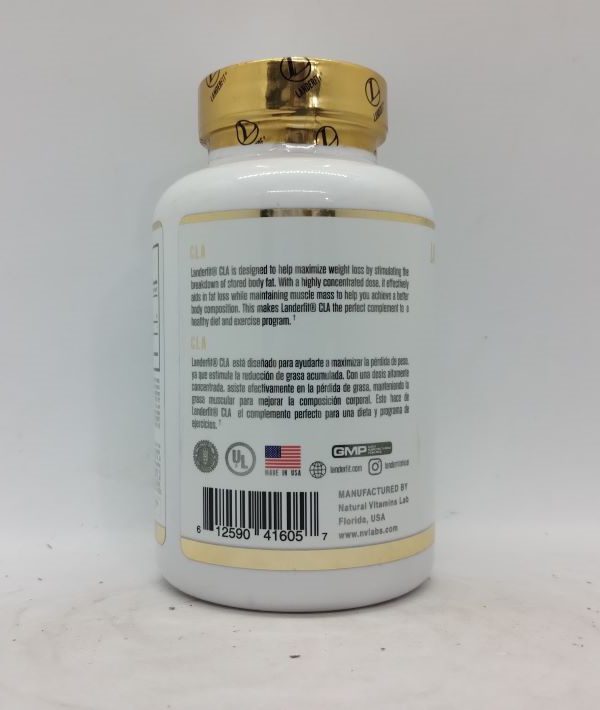 LANDERFIT
CLA
Landerfit® CLA is designed to help maximize weight loss by stimulating the
breakdown of stored body fat. With a highly concentrated dose, it effectively
aids in fat loss while maintaining muscle mass to help you achieve a better
body composition. This makes Landerfit® CLA the perfect complement to a
healthy diet and exercise program. †
CLA
Landerfit® CLA está diseñado para ayudarte a maximizar la pérdida de peso,
ya que estimula la reducción de grasa acumulada. Con una dosis altamente
concentrada, asiste efectivamente en la pérdida de grasa, manteniendo la
grasa muscular para mejorar la composición corporal. Esto hace de
Landerfit® CLA el complemento perfecto para una dieta y programa de
ejercicios. †
UL
MADE IN USA
GMP
landerfit.com
6 12590 41605 7
MANUFACTURED BY
Natural Vitamins Lab
Florida, USA
www.nvlabs.com